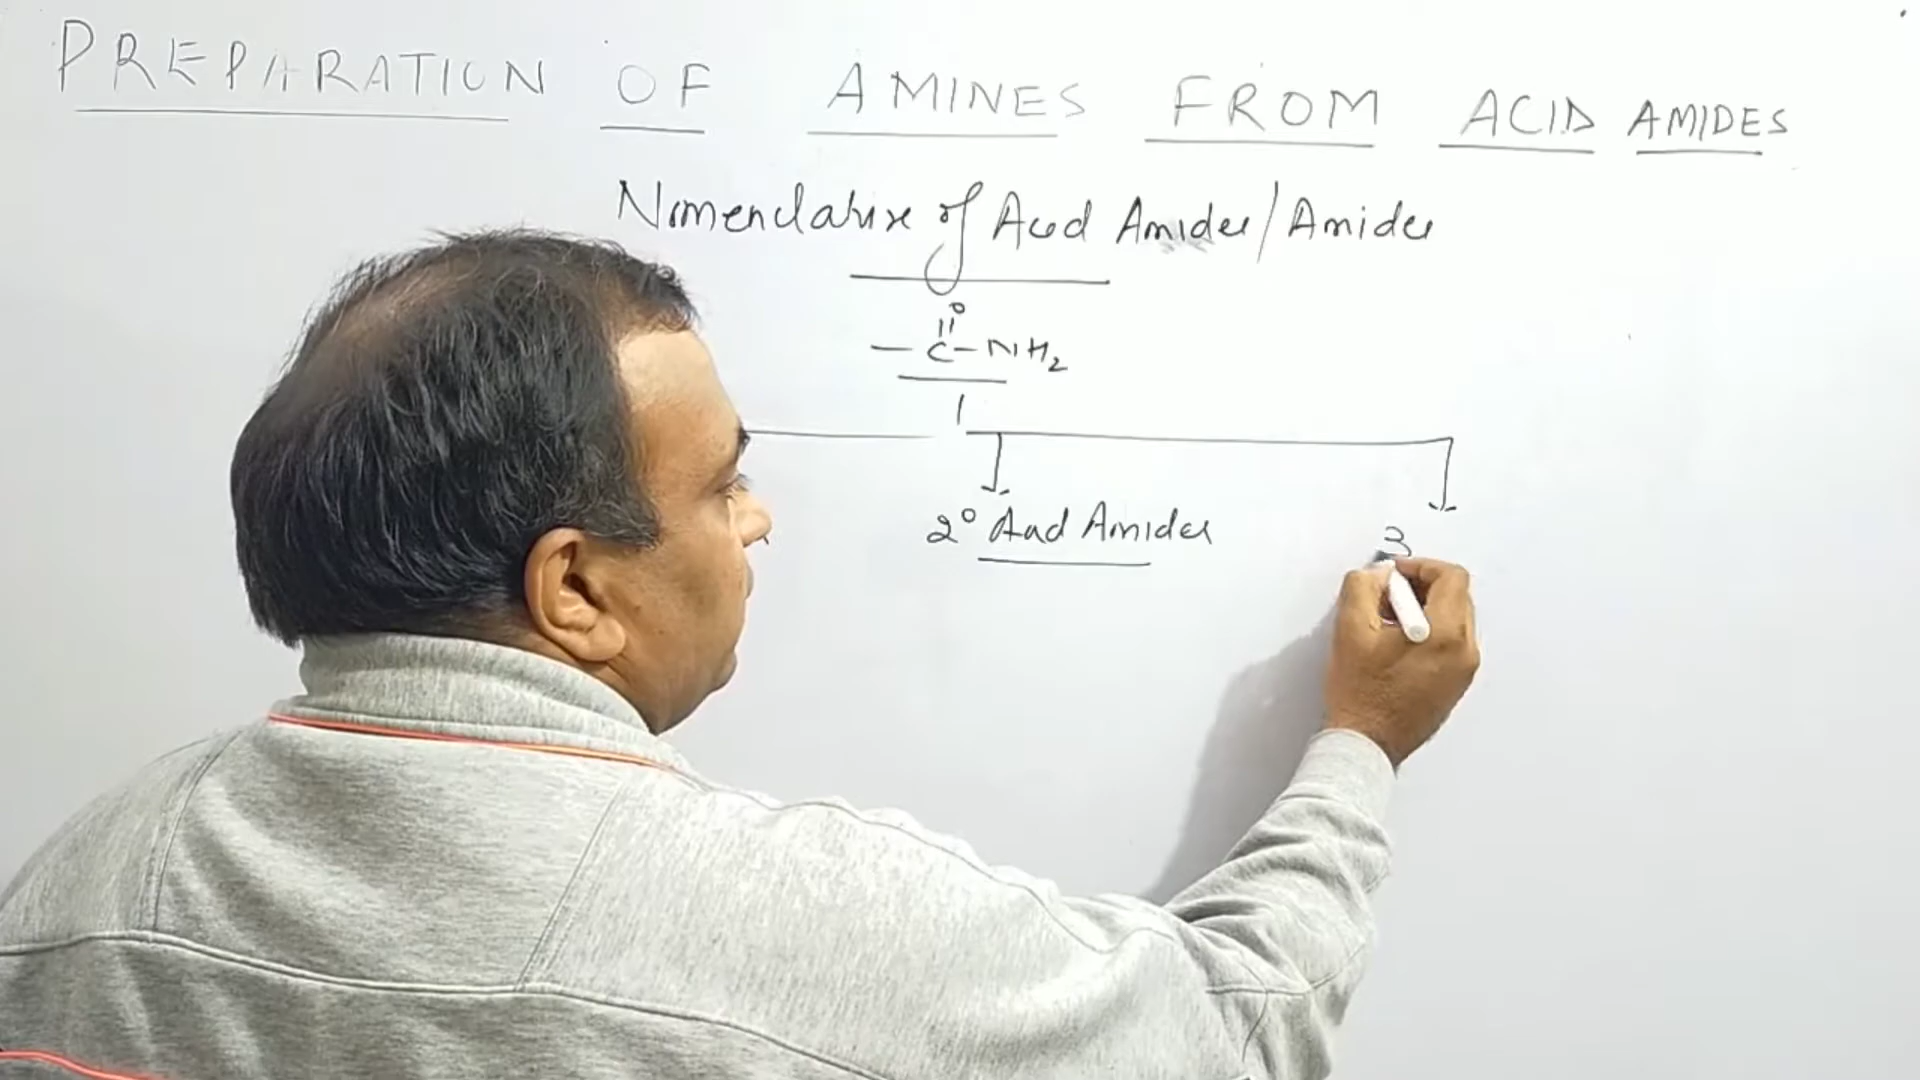 PREPARATION OF AMINES FROM ACID AMIDES
Nomenclature of Acid Amides/Amides
O
||
—C—NH2
2° Acid Amides
3